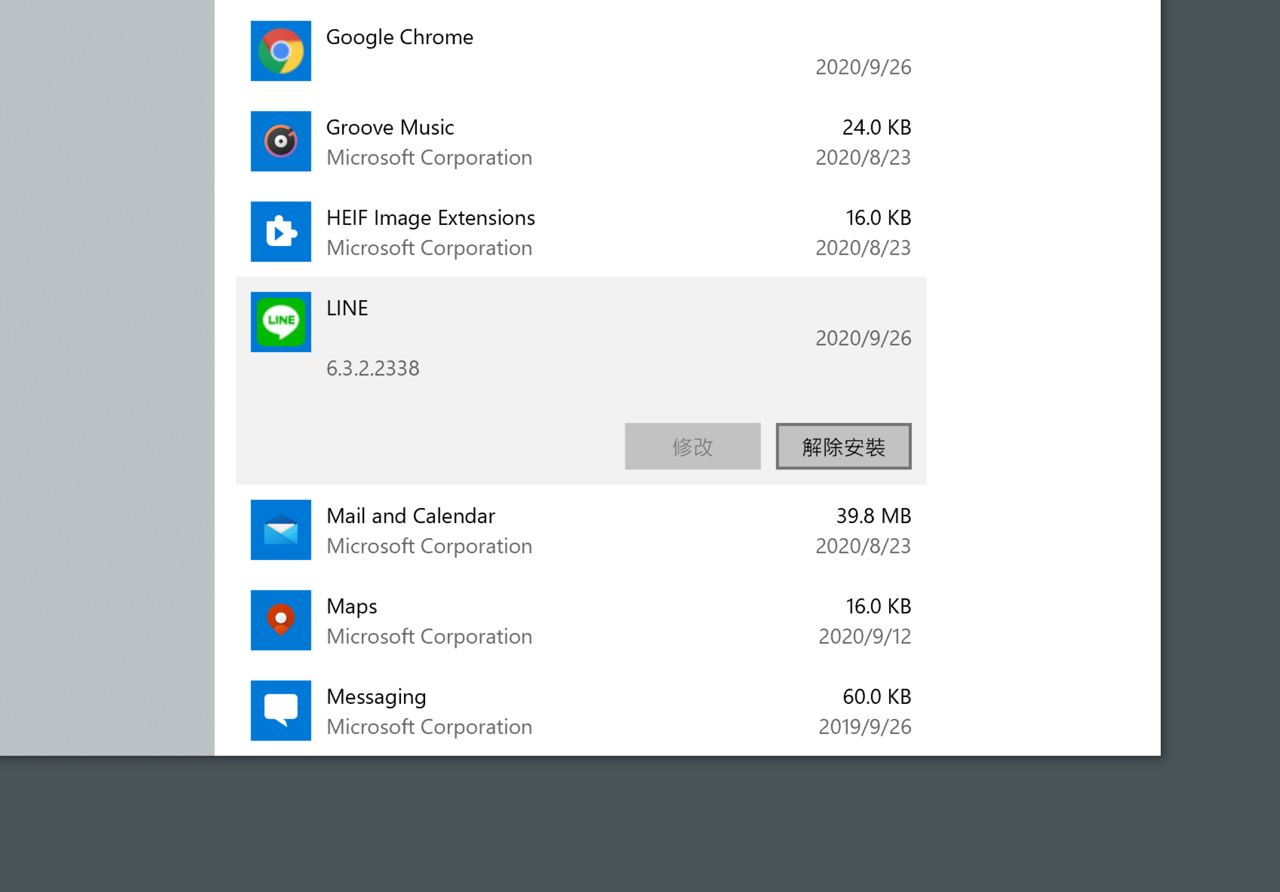 Google Chrome
2020/9/26
Groove Music 24.0 KB
Microsoft Corporation 2020/8/23
HEIF Image Extensions 16.0 KB
Microsoft Corporation 2020/8/23
LINE
LINE
2020/9/26
6.3.2.2338
修改 解除安裝
Mail and Calendar 39.8 MB
Microsoft Corporation 2020/8/23
Maps 16.0 KB
Microsoft Corporation 2020/9/12
Messaging 60.0 KB
Microsoft Corporation 2019/9/26